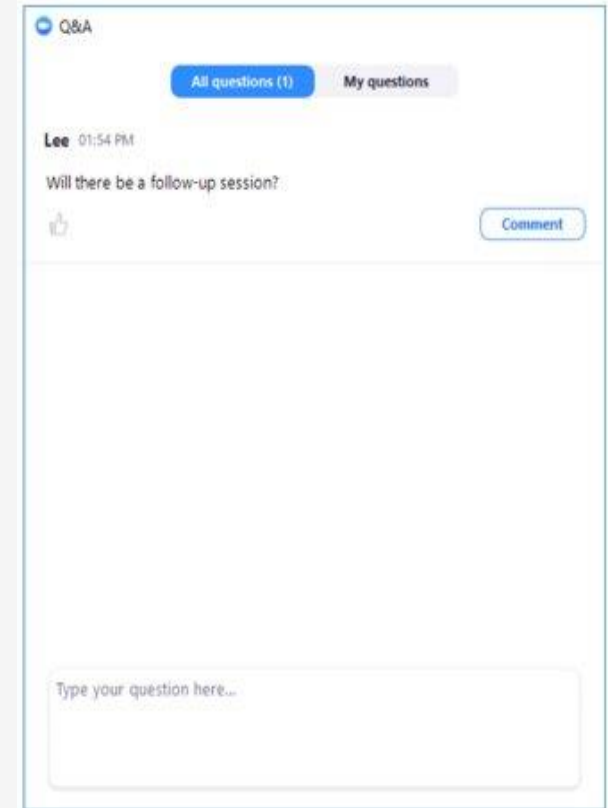 Q&A
All questions (1) My questions
Lee 01:54 PM
Will there be a follow-up session?
Comment
Type your question here...